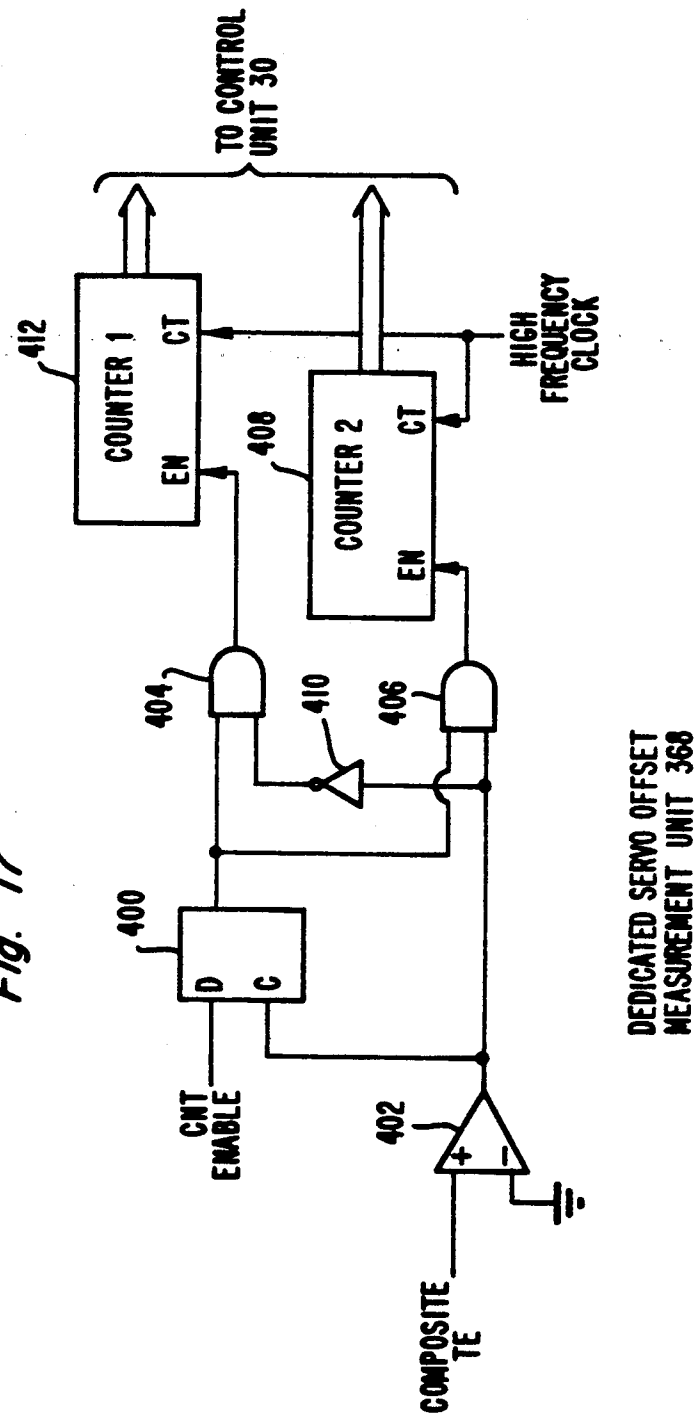 Fig. 17
412
COUNTER 1
EN
CT
TO CONTROL
UNIT 30
404
408
COUNTER 2
EN
CT
HIGH
FREQUENCY
CLOCK
410
406
400
D
C
CNT
ENABLE
402
+
−
COMPOSITE
TE
DEDICATED SERVO OFFSET
MEASUREMENT UNIT 368